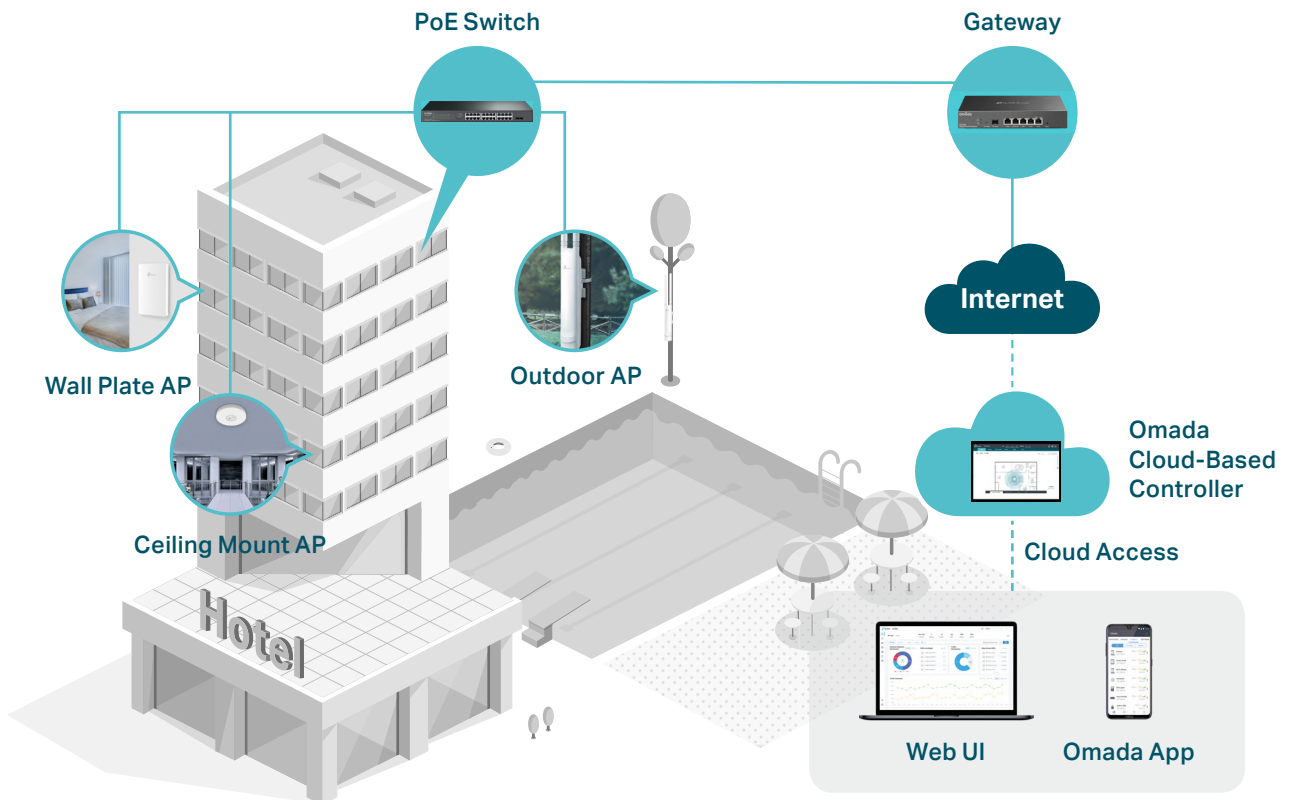 PoE Switch
Gateway
Internet
Wall Plate AP
Outdoor AP
Omada
Cloud-Based
Controller
Ceiling Mount AP
Cloud Access
Hotel
Web UI
Omada App